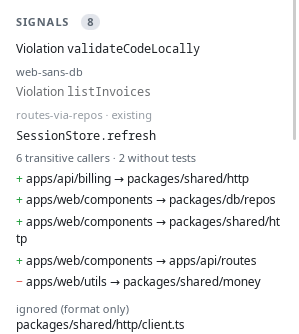 SIGNALS 8
Violation validateCodeLocally
web-sans-db
Violation listInvoices
routes-via-repos · existing
SessionStore.refresh
6 transitive callers · 2 without tests
+ apps/api/billing → packages/shared/http
+ apps/web/components → packages/db/repos
+ apps/web/components → packages/shared/ht
tp
+ apps/web/components → apps/api/routes
− apps/web/utils → packages/shared/money
ignored (format only)
packages/shared/http/client.ts